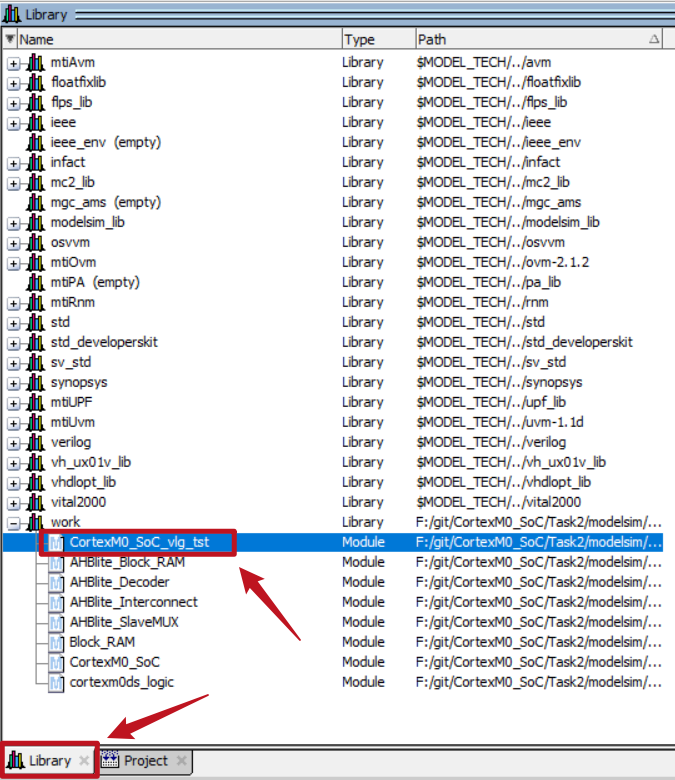 Library
Name Type Path
mtiAvm Library $MODEL_TECH/../avm
floatfixlib Library $MODEL_TECH/../floatfixlib
flps_lib Library $MODEL_TECH/../flps_lib
ieee Library $MODEL_TECH/../ieee
ieee_env (empty) Library $MODEL_TECH/../ieee_env
infact Library $MODEL_TECH/../infact
mc2_lib Library $MODEL_TECH/../mc2_lib
mgc_ams (empty) Library $MODEL_TECH/../mgc_ams
modelsim_lib Library $MODEL_TECH/../modelsim_lib
osvvm Library $MODEL_TECH/../osvvm
mtiOvm Library $MODEL_TECH/../ovm-2.1.2
mtiPA (empty) Library $MODEL_TECH/../pa_lib
mtiRnm Library $MODEL_TECH/../rnm
std Library $MODEL_TECH/../std
std_developerskit Library $MODEL_TECH/../std_developerskit
sv_std Library $MODEL_TECH/../sv_std
synopsys Library $MODEL_TECH/../synopsys
mtiUPF Library $MODEL_TECH/../upf_lib
mtiUvm Library $MODEL_TECH/../uvm-1.1d
verilog Library $MODEL_TECH/../verilog
vh_ux01v_lib Library $MODEL_TECH/../vh_ux01v_lib
vhdlopt_lib Library $MODEL_TECH/../vhdlopt_lib
vital2000 Library $MODEL_TECH/../vital2000
work Library F:/git/CortexM0_SoC/Task2/modelsim/...
CortexM0_SoC_vlg_tst Module F:/git/CortexM0_SoC/Task2/modelsim/...
AHBlite_Block_RAM Module F:/git/CortexM0_SoC/Task2/modelsim/...
AHBlite_Decoder Module F:/git/CortexM0_SoC/Task2/modelsim/...
AHBlite_Interconnect Module F:/git/CortexM0_SoC/Task2/modelsim/...
AHBlite_SlaveMUX Module F:/git/CortexM0_SoC/Task2/modelsim/...
Block_RAM Module F:/git/CortexM0_SoC/Task2/modelsim/...
CortexM0_SoC Module F:/git/CortexM0_SoC/Task2/modelsim/...
cortexm0ds_logic Module F:/git/CortexM0_SoC/Task2/modelsim/...
Library Project